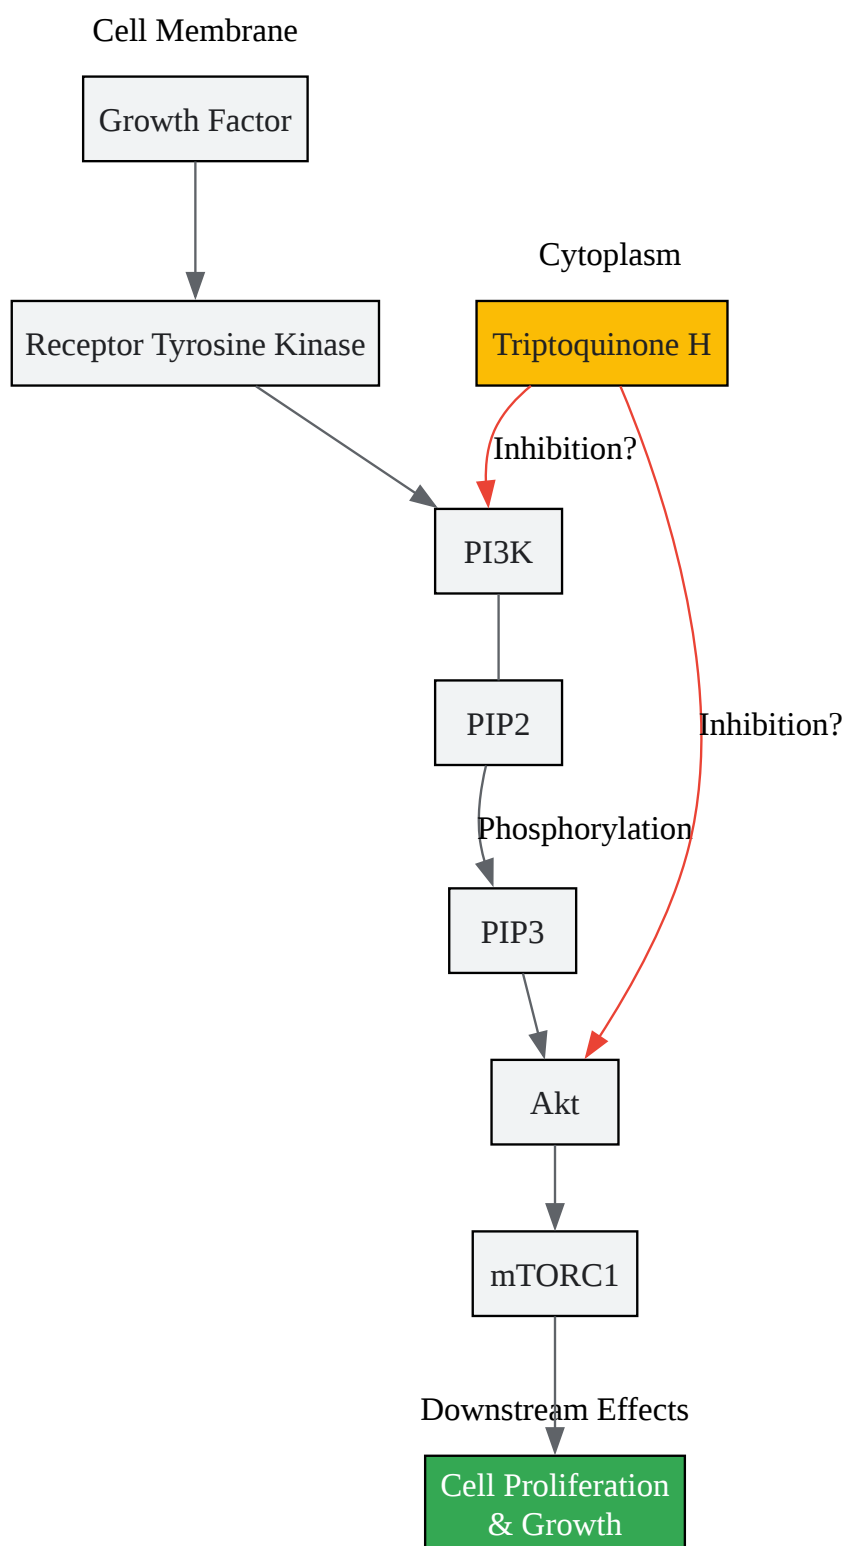 Cell Membrane
Growth Factor
Cytoplasm
Receptor Tyrosine Kinase
Triptoquinone H
Inhibition?
PI3K
PIP2
Inhibition?
Phosphorylation
PIP3
Akt
mTORC1
Downstream Effects
Cell Proliferation
& Growth